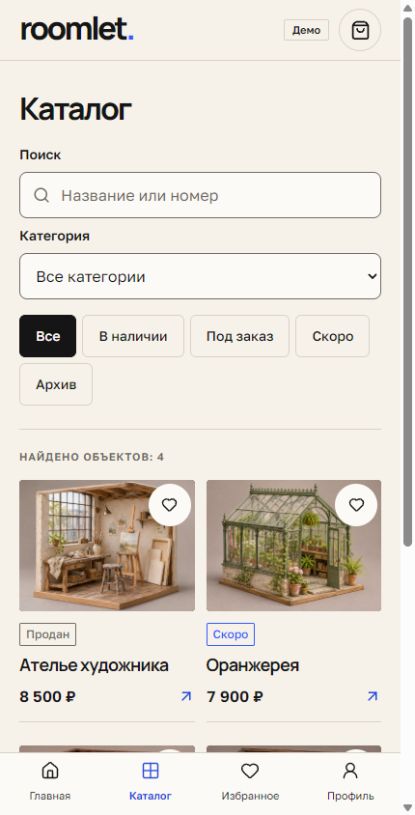 roomlet.
Демо
Каталог
Поиск
Название или номер
Категория
Все категории
Все
В наличии
Под заказ
Скоро
Архив
НАЙДЕНО ОБЪЕКТОВ: 4
Продан
Ателье художника
8 500 ₽
Скоро
Оранжерея
7 900 ₽
Главная
Каталог
Избранное
Профиль